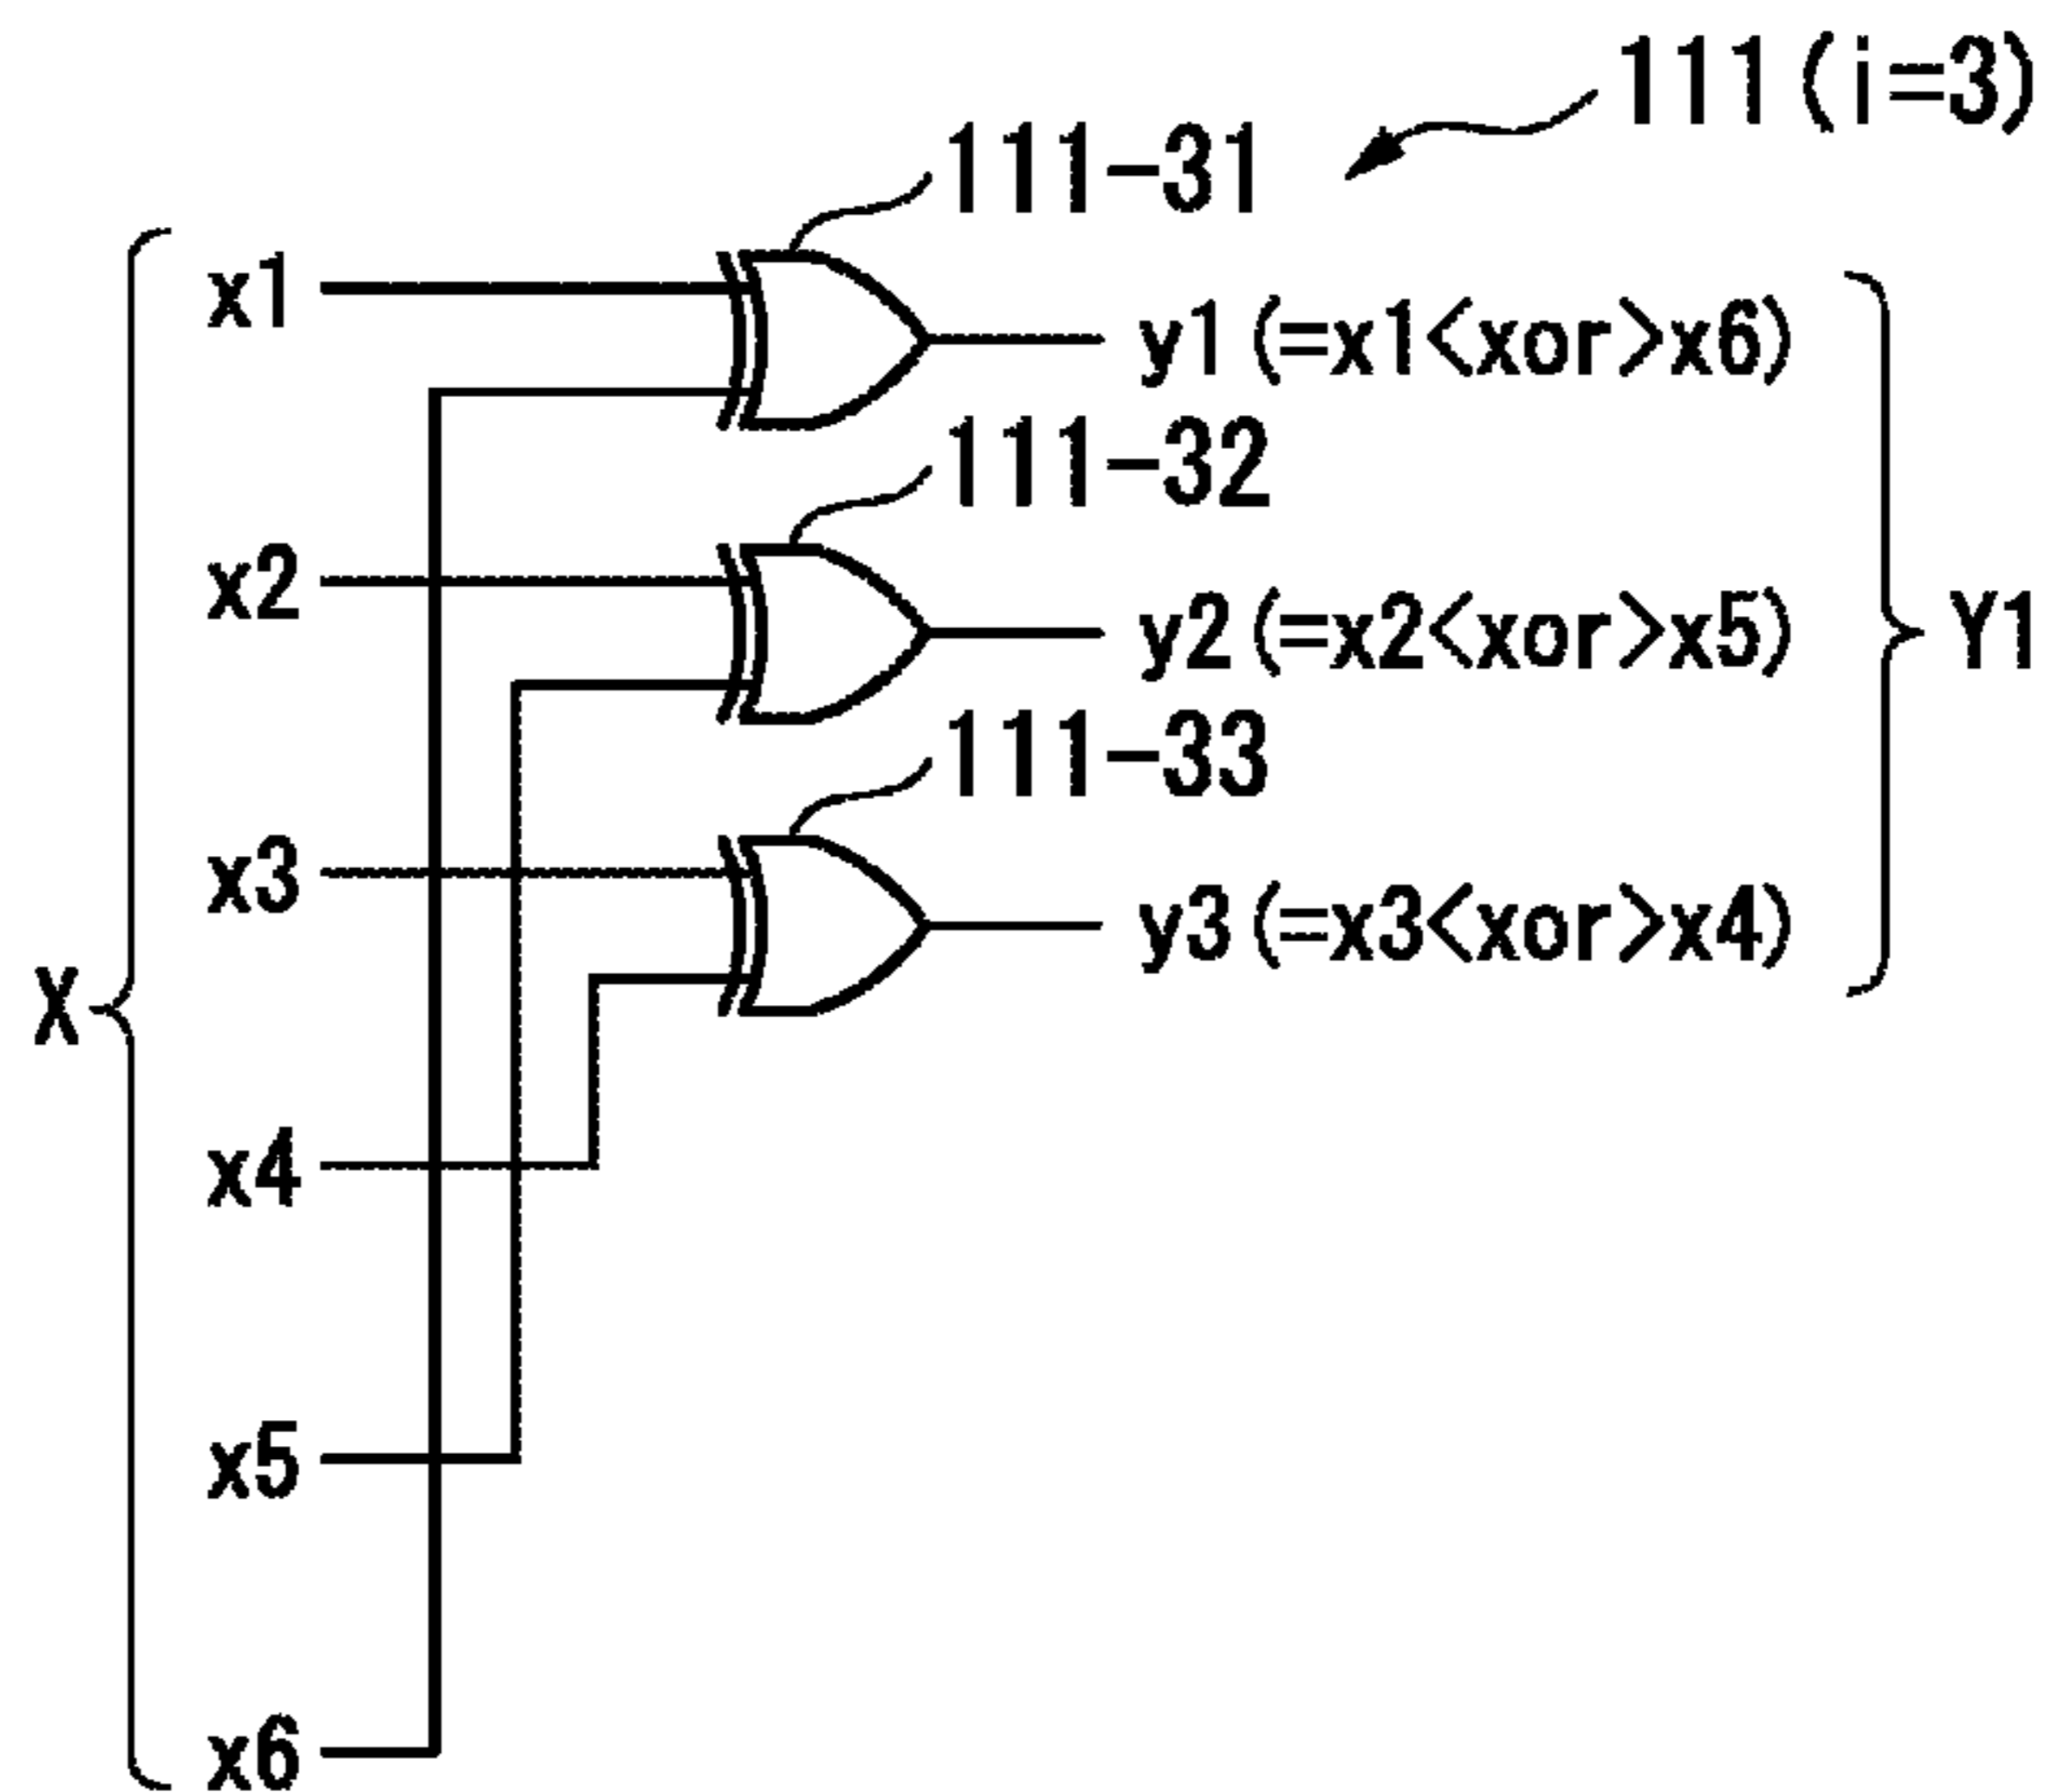 111(i=3)
111-31
x1
y1(=x1<xor>x6)
111-32
x2
y2(=x2<xor>x5)
Y1
111-33
x3
y3(=x3<xor>x4)
X
x4
x5
x6